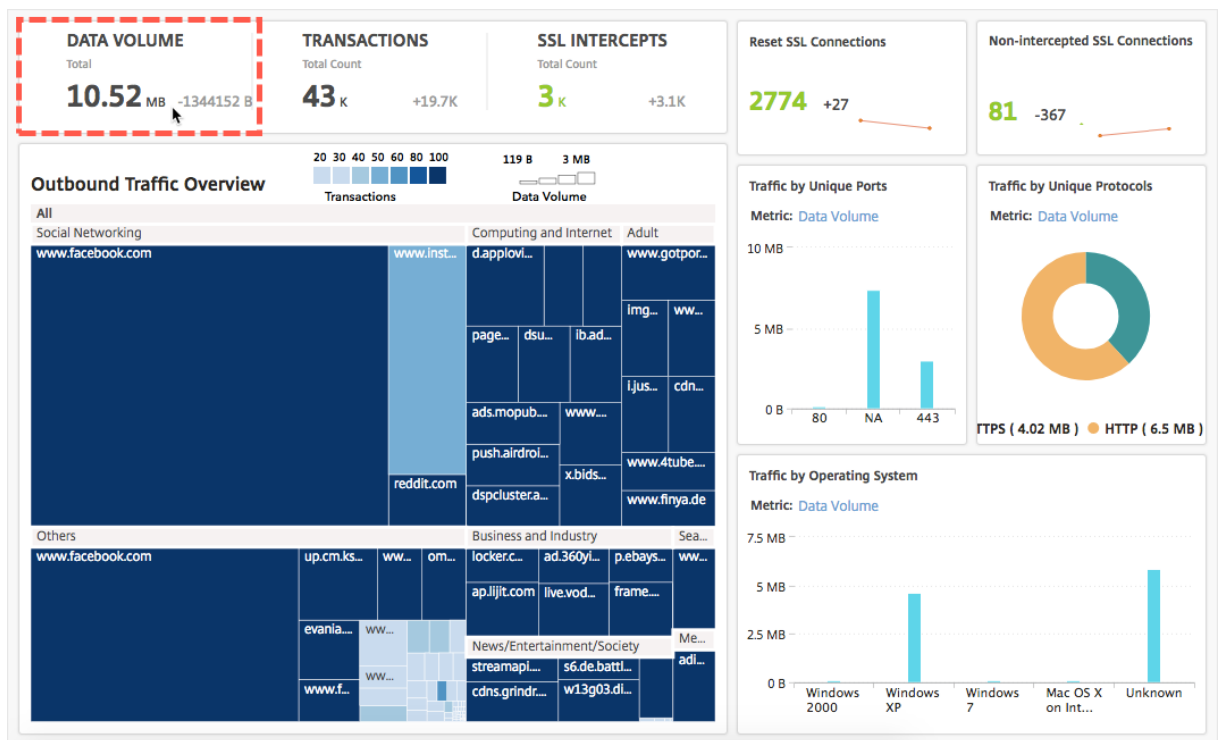 DATA VOLUME
Total
10.52 MB -1344152 B
TRANSACTIONS
Total Count
43 K +19.7K
SSL INTERCEPTS
Total Count
3 K +3.1K
Reset SSL Connections
2774 +27
Non-intercepted SSL Connections
81 -367
Outbound Traffic Overview
20 30 40 50 60 80 100
Transactions
119 B 3 MB
Data Volume
All
Social Networking
www.facebook.com
www.inst...
reddit.com
Computing and Internet
d.applovi...
page... dsu... ib.ad...
ads.mopub.... www....
push.airdroi...
x.bids...
dspcluster.a...
Adult
www.gotpor...
img... ww...
i.jus... cdn...
www.4tube....
www.finya.de
Others
www.facebook.com
up.cm.ks... ww... om...
evania.... ww...
ww...
www.f...
Business and Industry
locker.c... ad.360yi... p.ebays...
ap.lijit.com live.vod... frame....
Sea...
ww...
News/Entertainment/Society
streamapi.... s6.de.battl...
cdns.grindr.... w13g03.di...
Me...
adi...
Traffic by Unique Ports
Metric: Data Volume
10 MB
5 MB
0 B
80 NA 443
Traffic by Unique Protocols
Metric: Data Volume
TTPS ( 4.02 MB ) HTTP ( 6.5 MB )
Traffic by Operating System
Metric: Data Volume
7.5 MB
5 MB
2.5 MB
0 B
Windows 2000
Windows XP
Windows 7
Mac OS X on Int...
Unknown